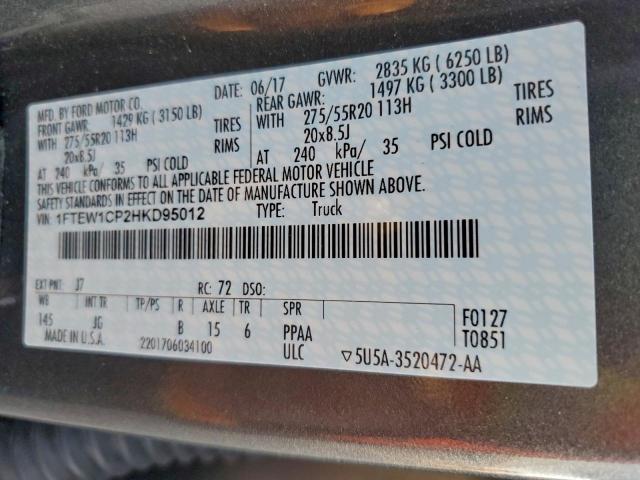 MFD. BY FORD MOTOR CO. DATE: 06/17 GVWR: 2835 KG ( 6250 LB)
FRONT GAWR: 1429 KG ( 3150 LB) REAR GAWR: 1497 KG ( 3300 LB)
WITH 275/55R20 113H TIRES WITH 275/55R20 113H TIRES
20x8.5J RIMS 20x8.5J RIMS
AT 240 kPa/ 35 PSI COLD AT 240 kPa/ 35 PSI COLD
THIS VEHICLE CONFORMS TO ALL APPLICABLE FEDERAL MOTOR VEHICLE
SAFETY STANDARDS IN EFFECT ON THE DATE OF MANUFACTURE SHOWN ABOVE.
VIN: 1FTEW1CP2HKD95012 TYPE: Truck
EXT PNT: J7 RC: 72 DSO:
WB INT TR TP/PS R AXLE TR SPR
145 JG B 15 6 PPAA F0127
MADE IN U.S.A. 2201706034100 ULC T0851
▽5U5A-3520472-AA